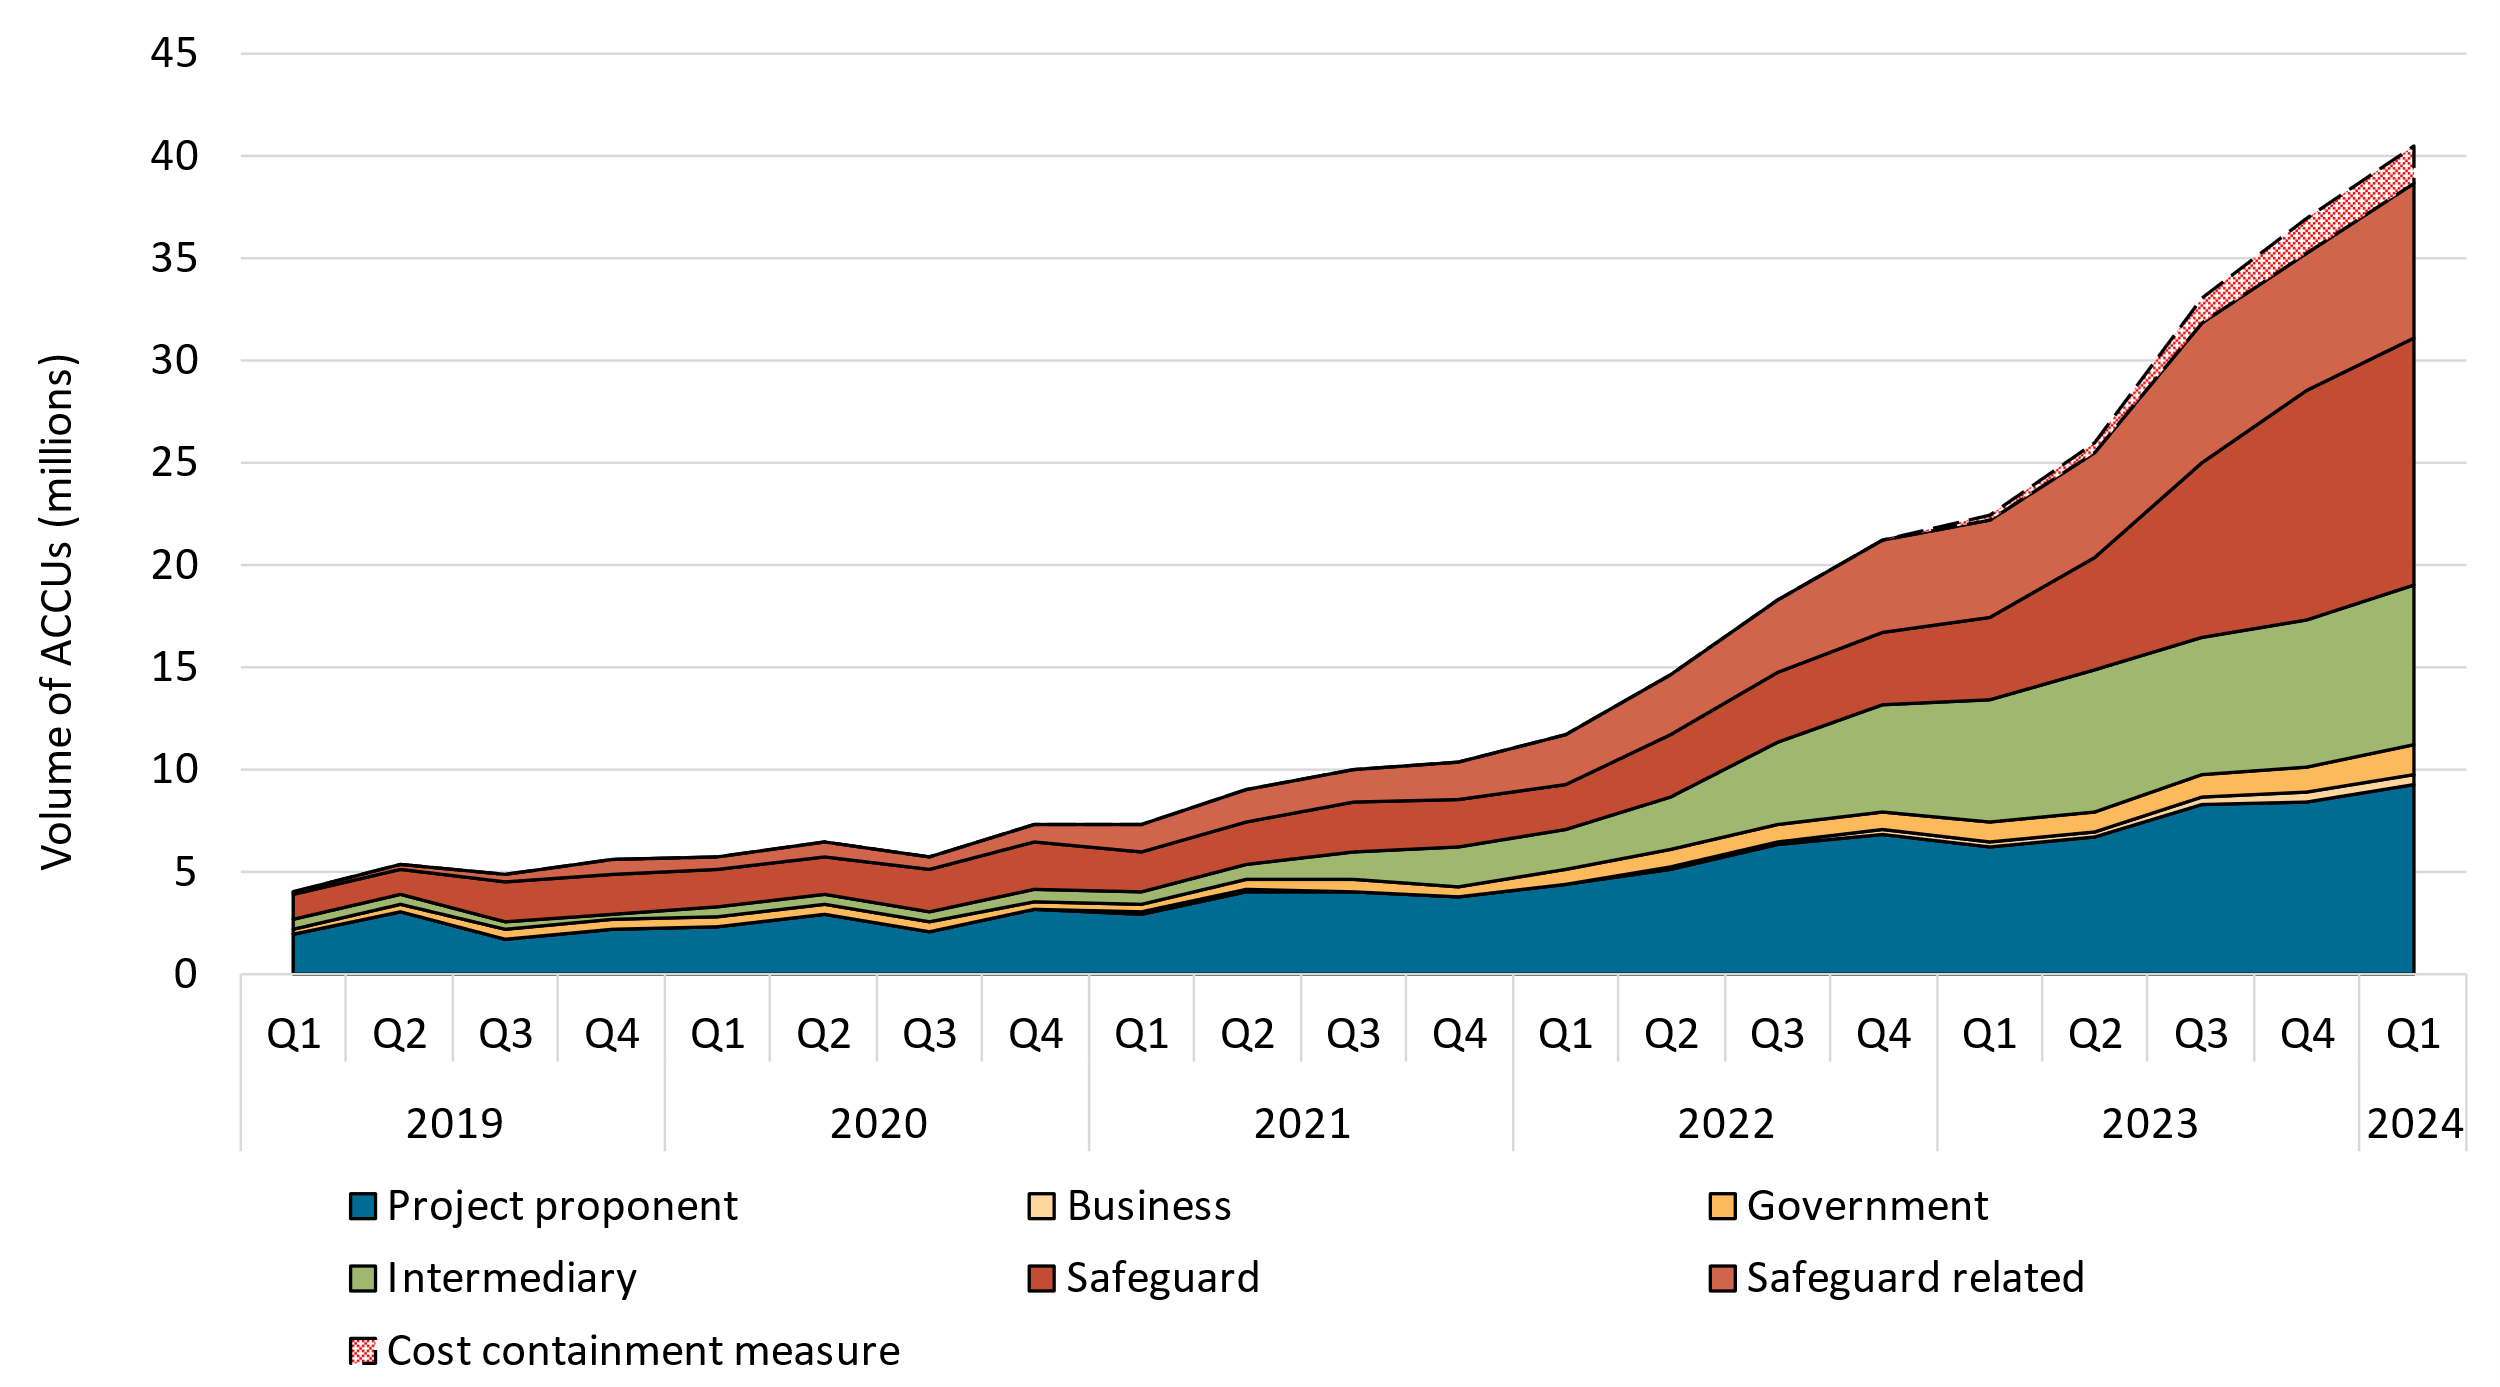 45
40
35
30
25
20
15
10
5
0
Volume of ACCUs (millions)
Q1 Q2 Q3 Q4 Q1 Q2 Q3 Q4 Q1 Q2 Q3 Q4 Q1 Q2 Q3 Q4 Q1 Q2 Q3 Q4 Q1
2019 2020 2021 2022 2023 2024
Project proponent Business Government
Intermediary Safeguard Safeguard related
Cost containment measure